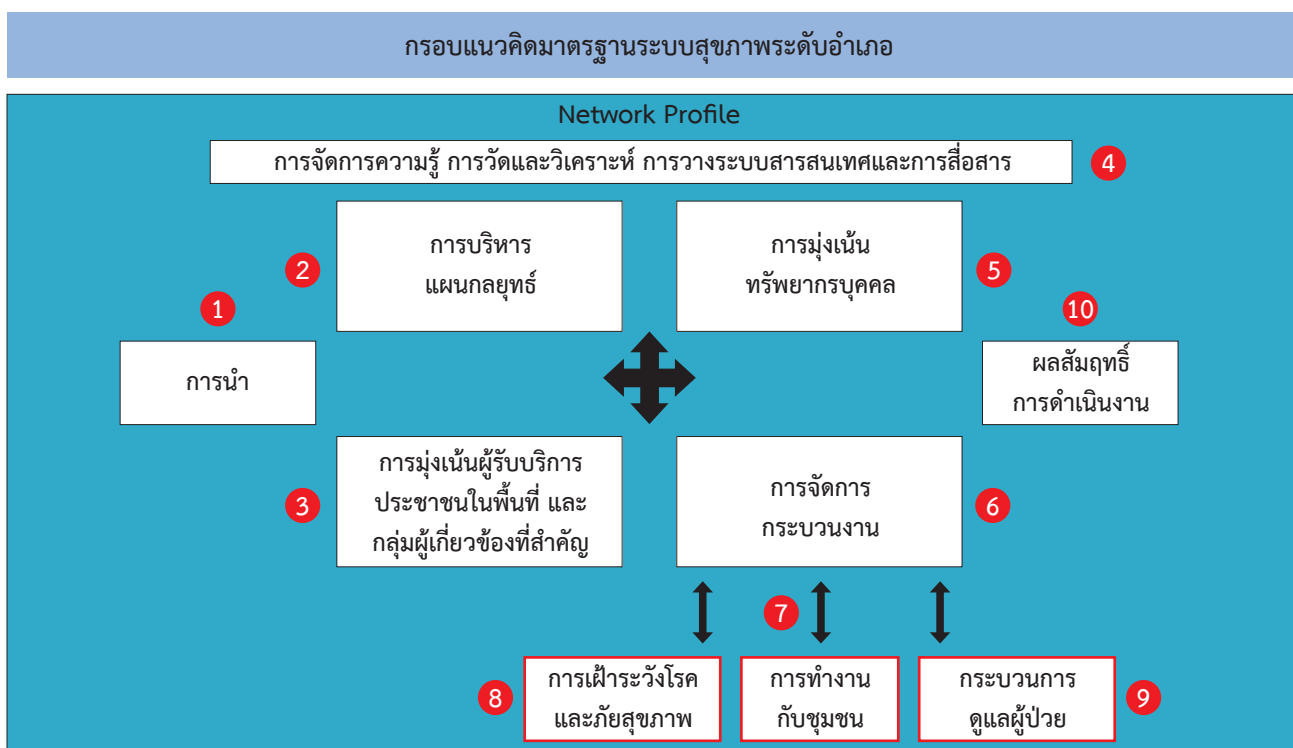 กรอบแนวคิดมาตรฐานระบบสุขภาพระดับอำเภอ
Network Profile
การจัดการความรู้ การวัดและวิเคราะห์ การวางระบบสารสนเทศและการสื่อสาร
4
2
การบริหาร
แผนกลยุทธ์
การมุ่งเน้น
ทรัพยากรบุคคล
5
1
การนำ
10
ผลสัมฤทธิ์
การดำเนินงาน
3
การมุ่งเน้นผู้รับบริการ
ประชาชนในพื้นที่ และ
กลุ่มผู้เกี่ยวข้องที่สำคัญ
การจัดการ
กระบวนงาน
6
7
8
การเฝ้าระวังโรค
และภัยสุขภาพ
การทำงาน
กับชุมชน
กระบวนการ
ดูแลผู้ป่วย
9